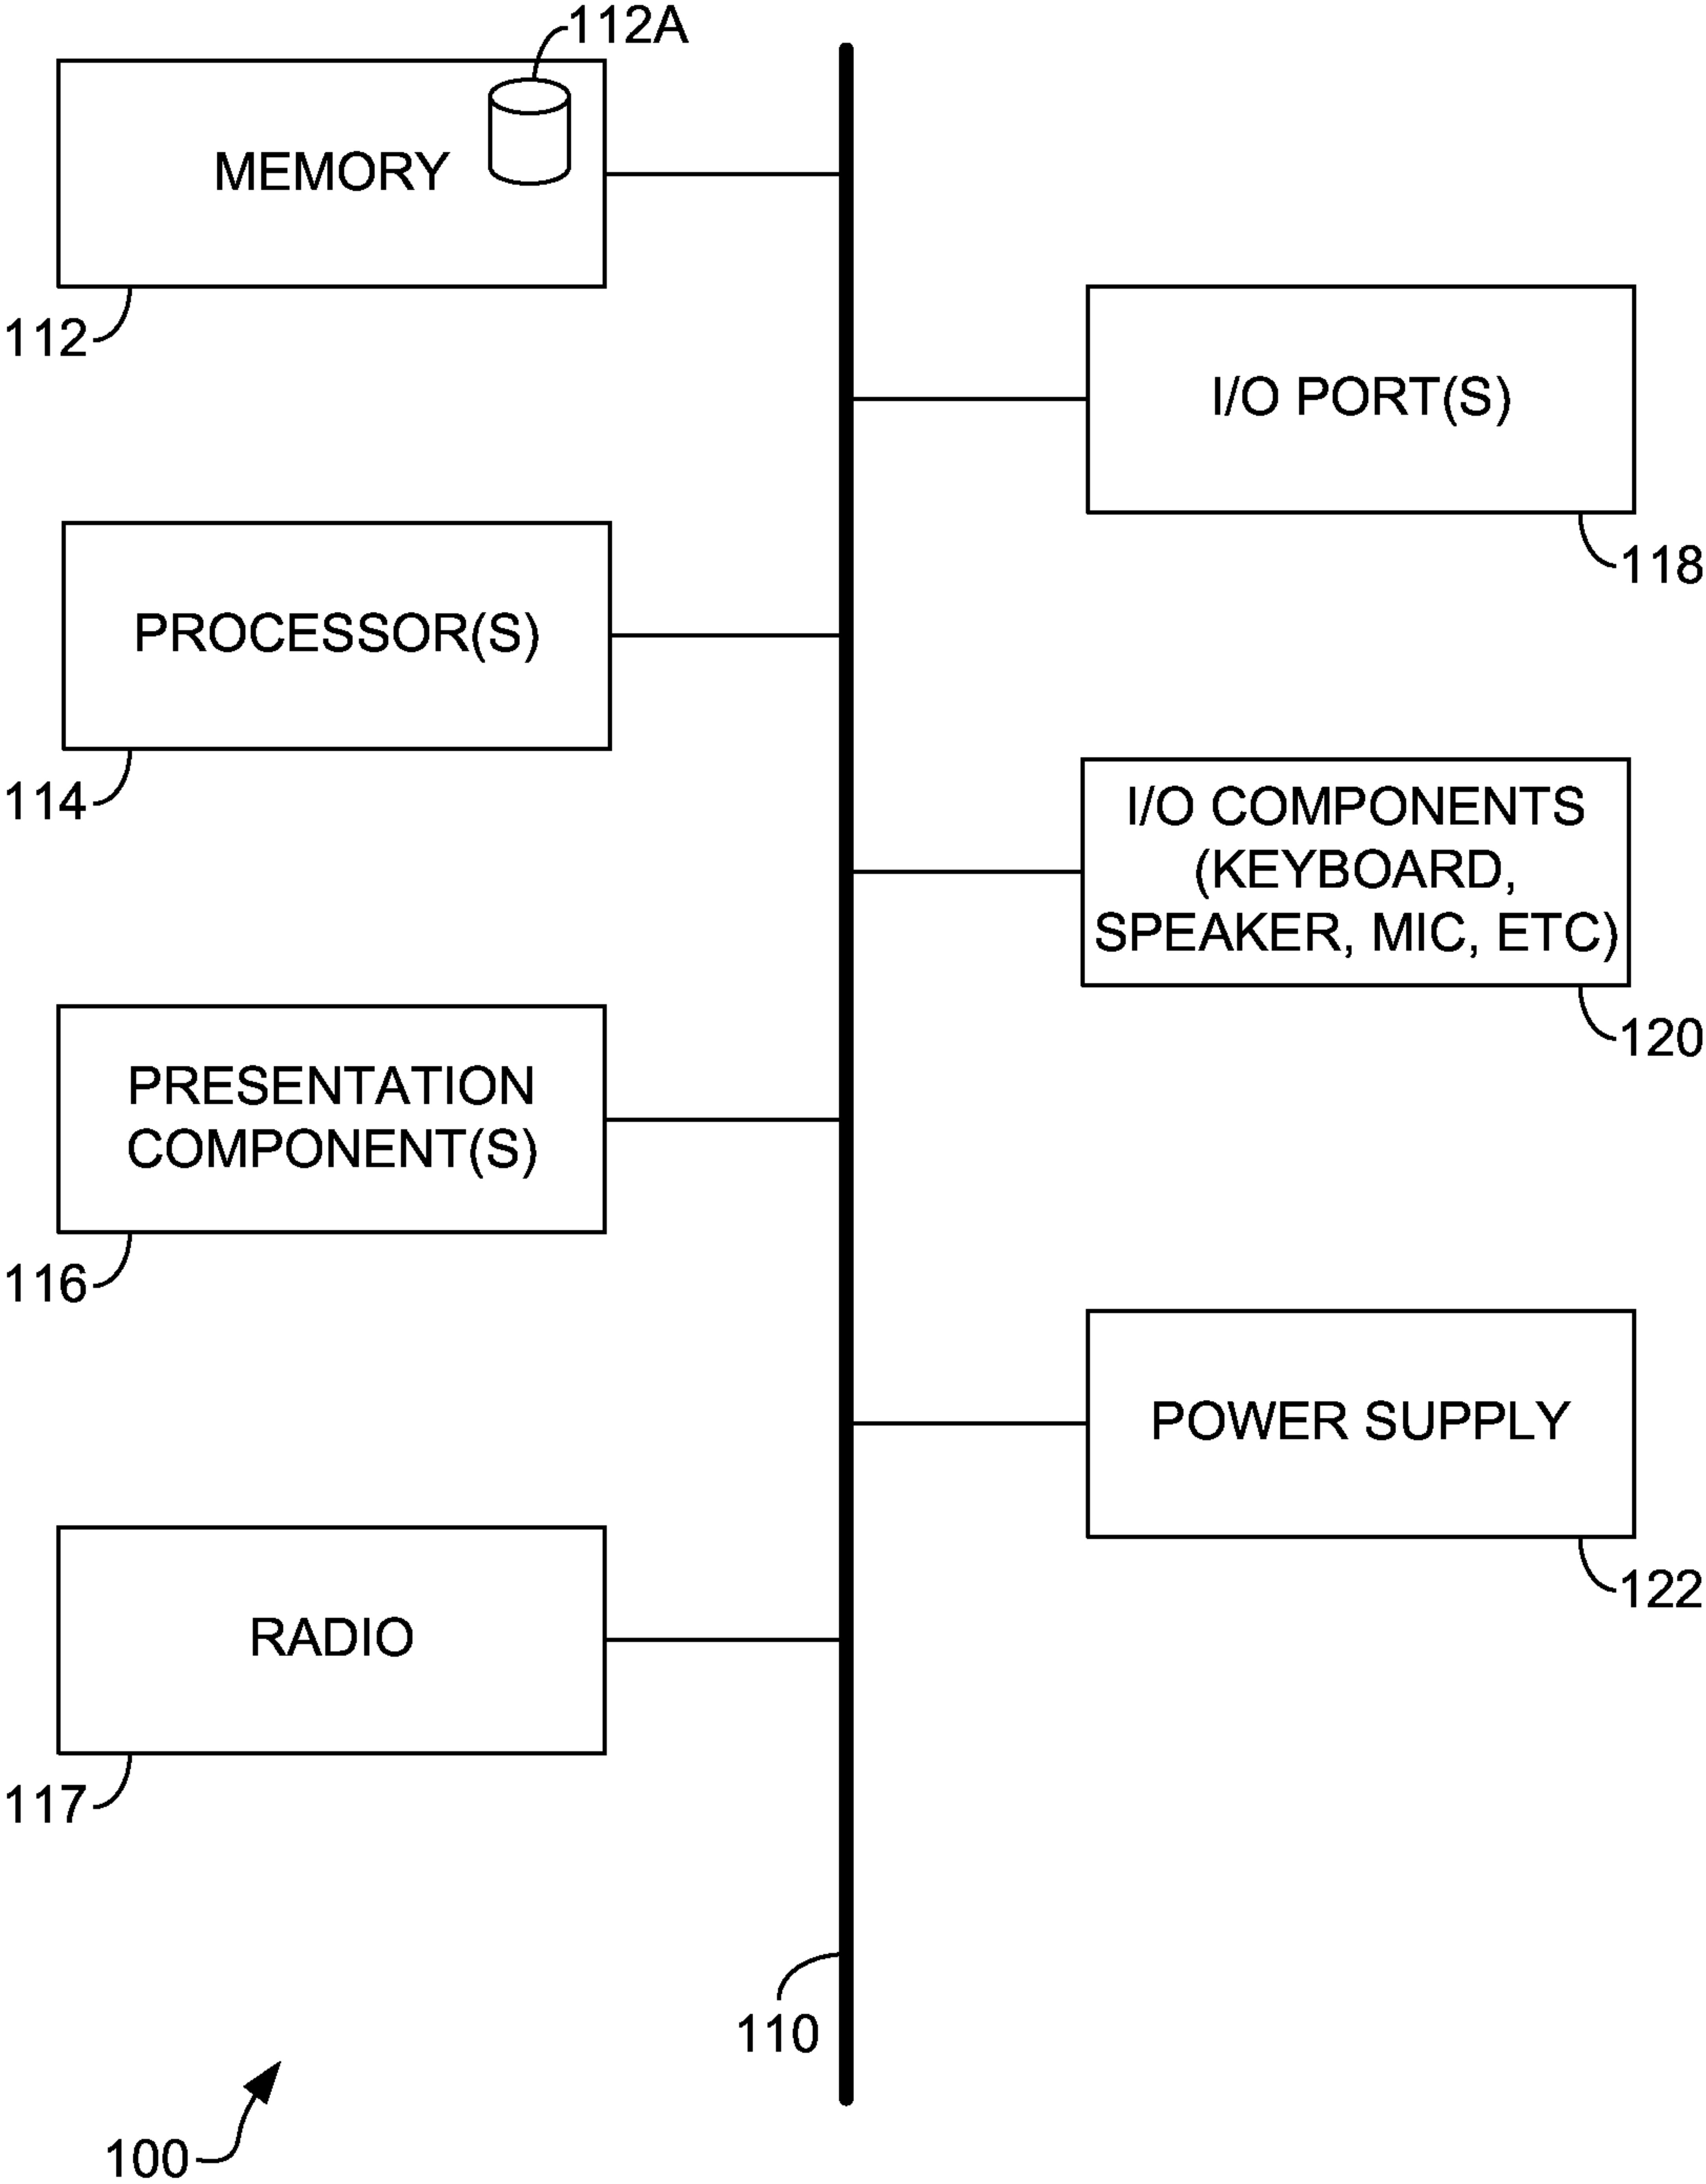 112A
MEMORY
112
I/O PORT(S)
118
PROCESSOR(S)
114
I/O COMPONENTS
(KEYBOARD,
SPEAKER, MIC, ETC)
120
PRESENTATION
COMPONENT(S)
116
POWER SUPPLY
122
RADIO
117
110
100